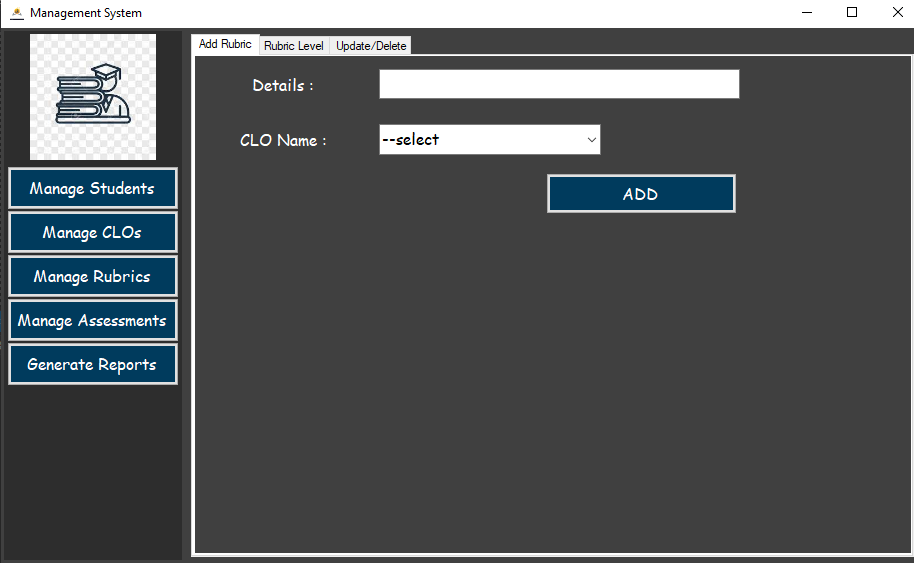 Management System
Add Rubric
Rubric Level
Update/Delete
Details :
CLO Name :
--select
ADD
Manage Students
Manage CLOs
Manage Rubrics
Manage Assessments
Generate Reports